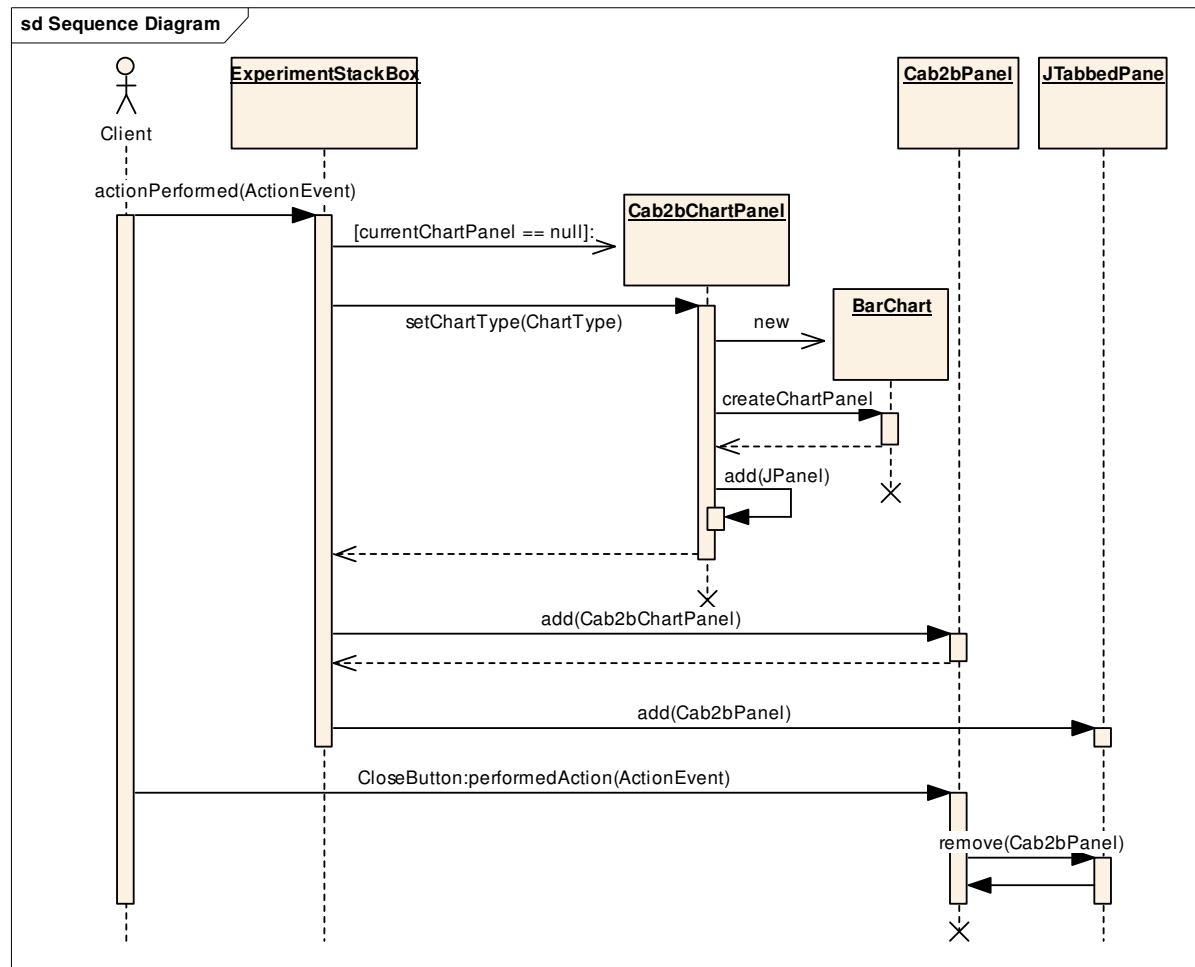 sd Sequence Diagram
Client
ExperimentStackBox
Cab2bPanel
JTabbedPane
actionPerformed(ActionEvent)
Cab2bChartPanel
[currentChartPanel == null]:
BarChart
setChartType(ChartType)
new
createChartPanel
add(JPanel)
add(Cab2bChartPanel)
add(Cab2bPanel)
CloseButton:performedAction(ActionEvent)
remove(Cab2bPanel)